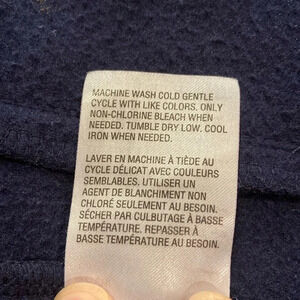 MACHINE WASH COLD GENTLE
CYCLE WITH LIKE COLORS. ONLY
NON-CHLORINE BLEACH WHEN
NEEDED. TUMBLE DRY LOW. COOL
IRON WHEN NEEDED.
LAVER EN MACHINE À TIÈDE AU
CYCLE DÉLICAT AVEC COULEURS
SEMBLABLES. UTILISER UN
AGENT DE BLANCHIMENT NON
CHLORÉ SEULEMENT AU BESOIN.
SÉCHER PAR CULBUTAGE À BASSE
TEMPÉRATURE. REPASSER À
BASSE TEMPÉRATURE AU BESOIN.